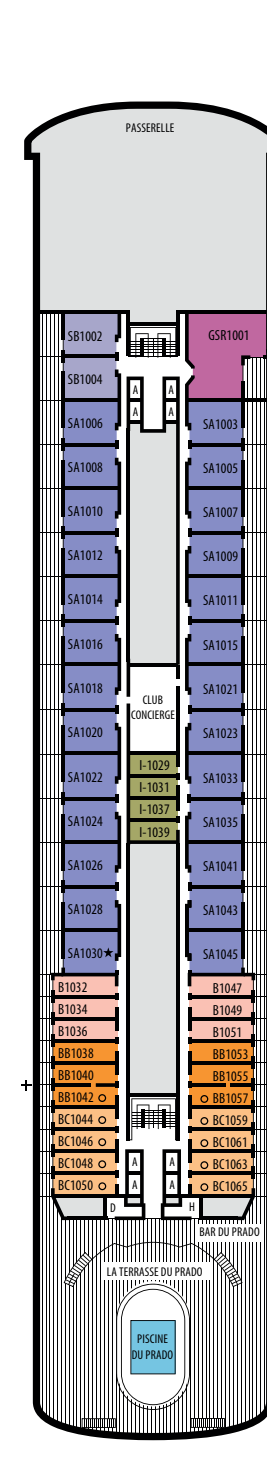 PASSERELLE
SB1002
GSR1001
SB1004
A
A
A
A
SA1006
SA1003
SA1008
SA1005
SA1010
SA1007
SA1012
SA1009
SA1014
SA1011
SA1016
SA1015
SA1018
SA1021
CLUB
CONCIERGE
SA1020
SA1023
I-1029
SA1022
SA1033
I-1031
I-1037
SA1024
SA1035
I-1039
SA1026
SA1041
SA1028
SA1043
SA1030★
SA1045
B1032
B1047
B1034
B1049
B1036
B1051
BB1038
BB1053
BB1040
BB1055
BB1042
BB1057
BC1044
BC1059
BC1046
BC1061
BC1048
BC1063
A
A
BC1050
BC1065
A
A
D
H
BAR DU PRADO
LA TERRASSE DU PRADO
PISCINE
DU PRADO